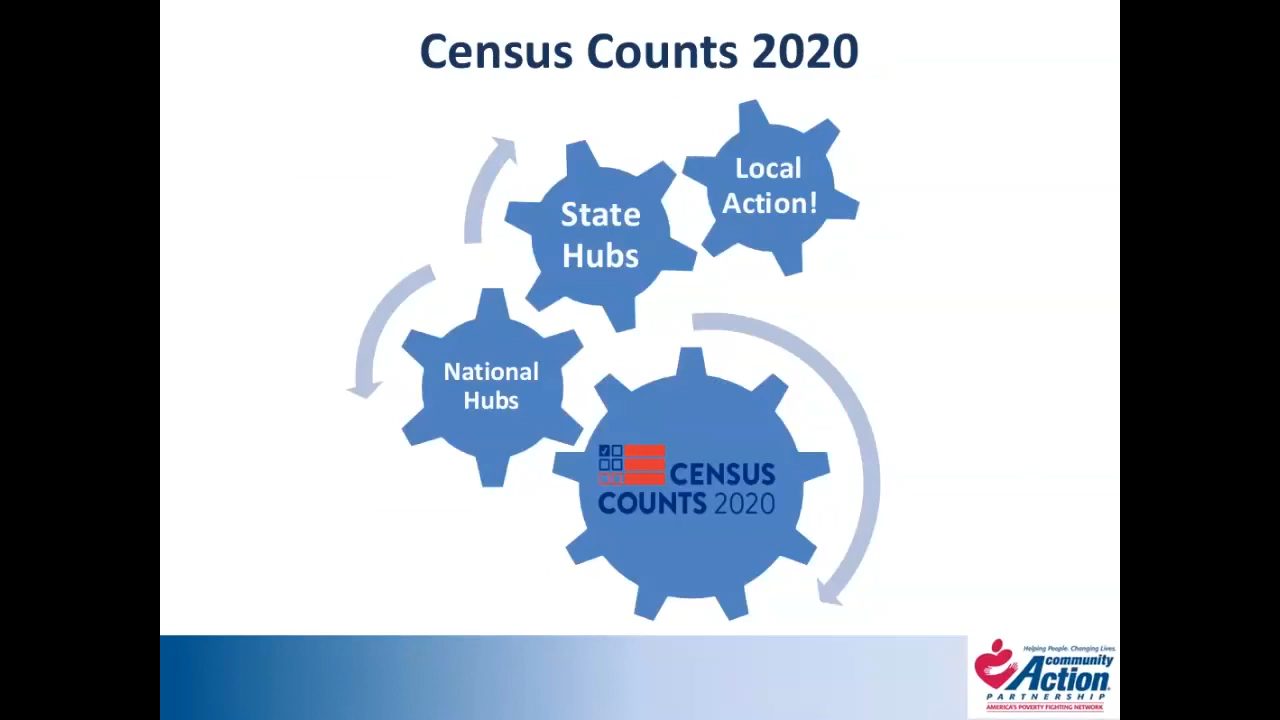 Census Counts 2020
Local
Action!
State
Hubs
National
Hubs
CENSUS
COUNTS 2020
Helping People. Changing Lives.
community
Action
PARTNERSHIP
AMERICA'S POVERTY FIGHTING NETWORK